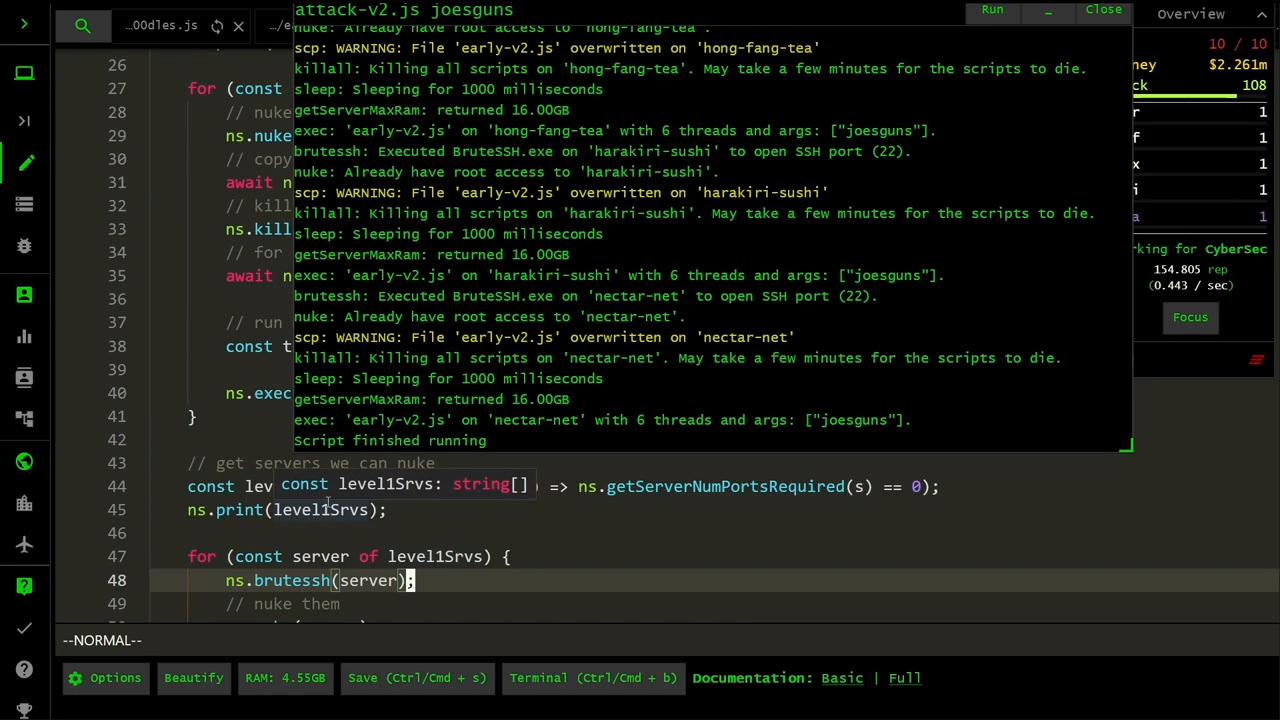 attack-v2.js joesguns
Run
_
Close
Overview
…OOdles.js
…/e
nuke: Already have root access to 'hong-fang-tea'.
scp: WARNING: File 'early-v2.js' overwritten on 'hong-fang-tea'
killall: Killing all scripts on 'hong-fang-tea'. May take a few minutes for the scripts to die.
sleep: Sleeping for 1000 milliseconds
getServerMaxRam: returned 16.00GB
exec: 'early-v2.js' on 'hong-fang-tea' with 6 threads and args: ["joesguns"].
brutessh: Executed BruteSSH.exe on 'harakiri-sushi' to open SSH port (22).
nuke: Already have root access to 'harakiri-sushi'.
scp: WARNING: File 'early-v2.js' overwritten on 'harakiri-sushi'
killall: Killing all scripts on 'harakiri-sushi'. May take a few minutes for the scripts to die.
sleep: Sleeping for 1000 milliseconds
getServerMaxRam: returned 16.00GB
exec: 'early-v2.js' on 'harakiri-sushi' with 6 threads and args: ["joesguns"].
brutessh: Executed BruteSSH.exe on 'nectar-net' to open SSH port (22).
nuke: Already have root access to 'nectar-net'.
scp: WARNING: File 'early-v2.js' overwritten on 'nectar-net'
killall: Killing all scripts on 'nectar-net'. May take a few minutes for the scripts to die.
sleep: Sleeping for 1000 milliseconds
getServerMaxRam: returned 16.00GB
exec: 'early-v2.js' on 'nectar-net' with 6 threads and args: ["joesguns"].
Script finished running
10 / 10
ney $2.261m
ck 108
r 1
f 1
x 1
i 1
a 1
rking for CyberSec
154.805 rep
(0.443 / sec)
Focus
26
27 for (const
28 // nuke
29 ns.nuke
30 // copy
31 await n
32 // kill
33 ns.kill
34 // for
35 await n
36
37 // run
38 const t
39
40 ns.exec
41 }
42
43 // get servers we can nuke
44 const lev ) => ns.getServerNumPortsRequired(s) == 0);
const level1Srvs: string[]
45 ns.print(level1Srvs);
46
47 for (const server of level1Srvs) {
48 ns.brutessh(server);
49 // nuke them
--NORMAL--
Options
Beautify
RAM: 4.55GB
Save (Ctrl/Cmd + s)
Terminal (Ctrl/Cmd + b)
Documentation: Basic | Full